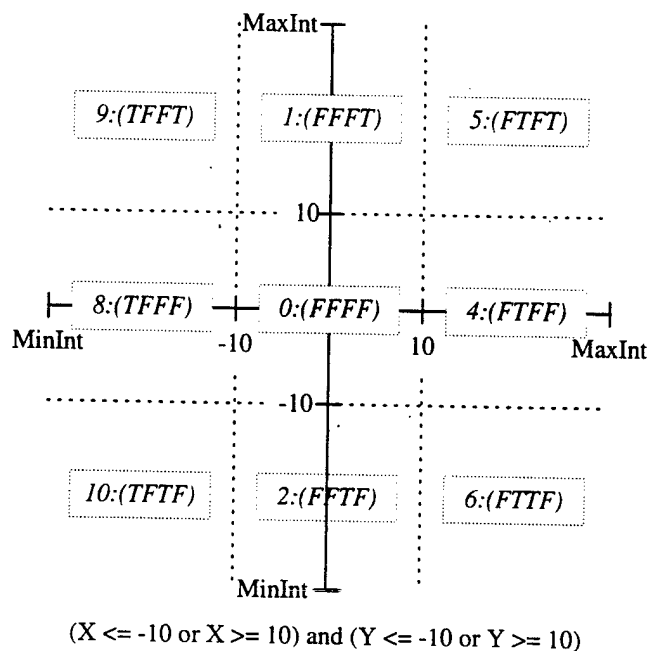 MaxInt
9:(TFFT) 1:(FFFT) 5:(FTFT)
10
8:(TFFF) 0:(FFFF) 4:(FTFF)
MinInt -10 10 MaxInt
-10
10:(TFTF) 2:(FFTF) 6:(FTTF)
MinInt
(X <= -10 or X >= 10) and (Y <= -10 or Y >= 10)